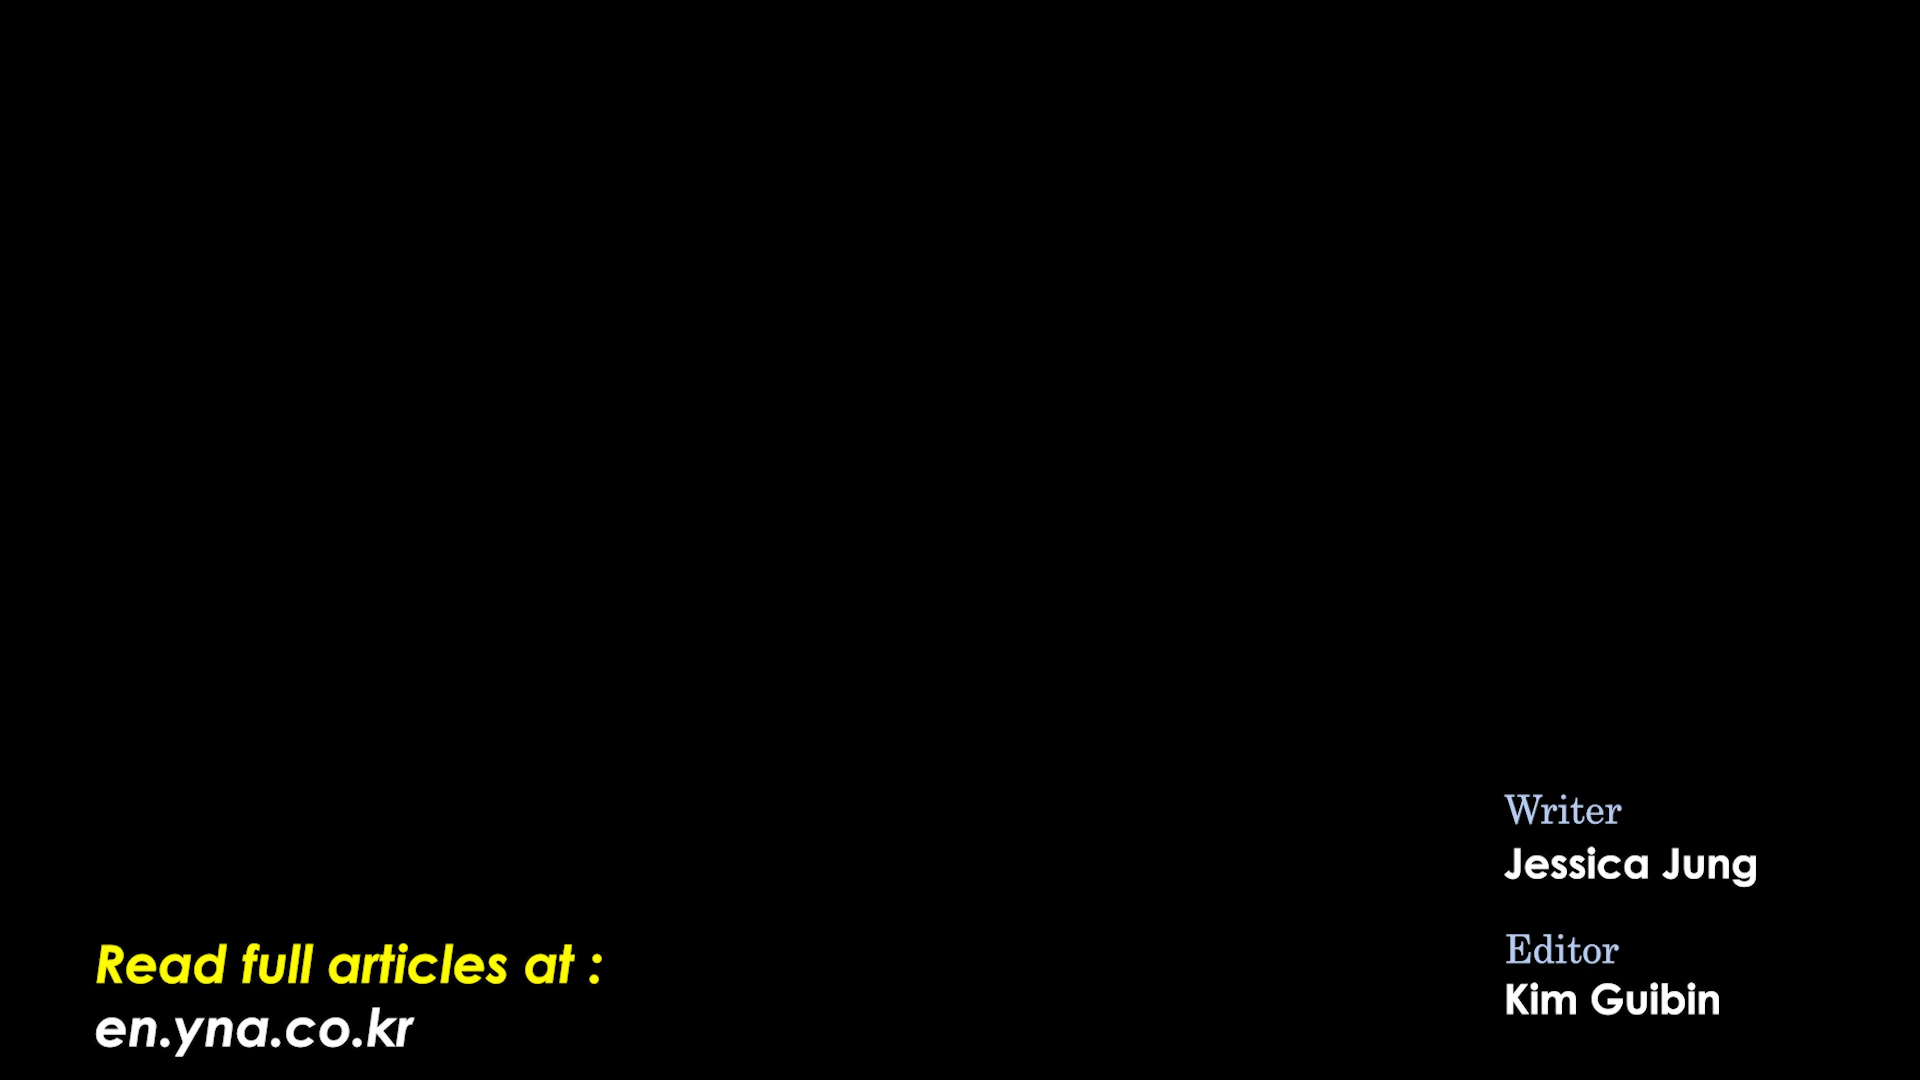 Writer
Jessica Jung
Editor
Kim Guibin
Read full articles at :
en.yna.co.kr